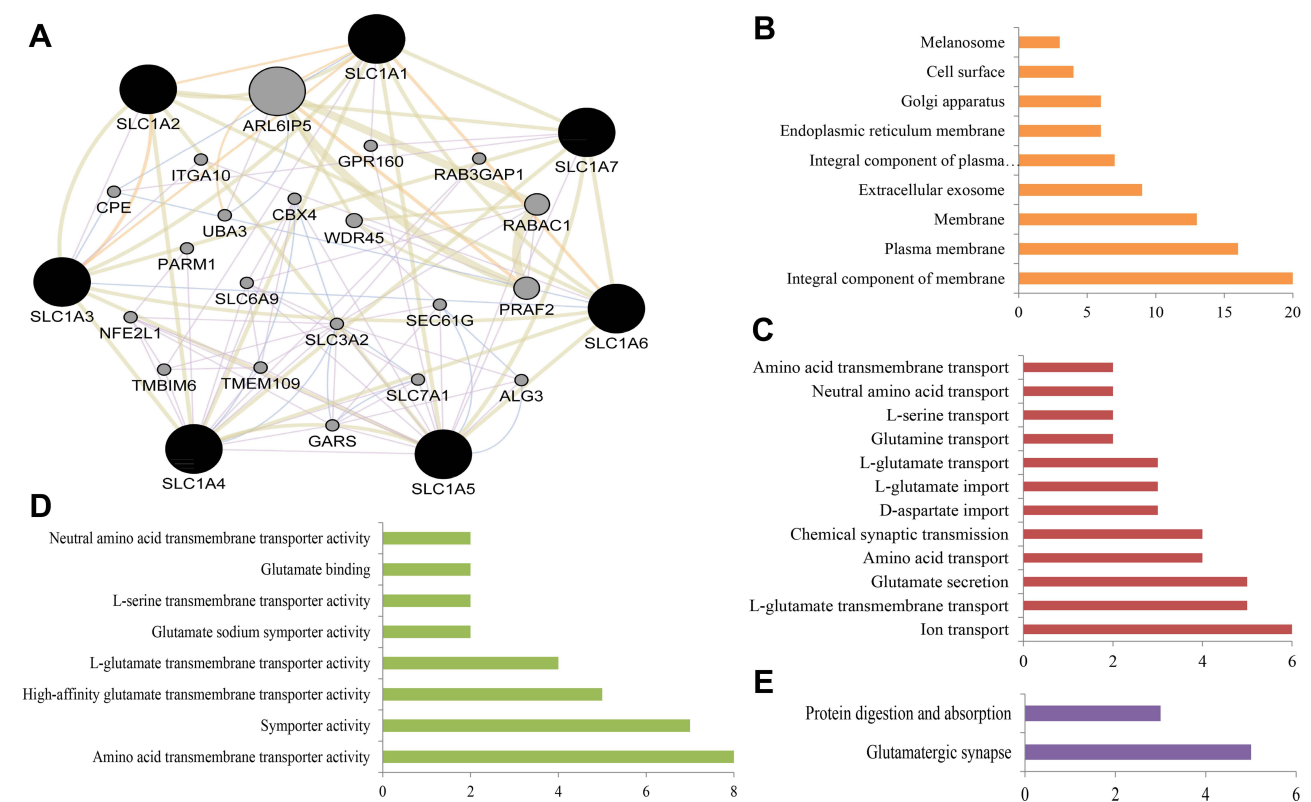 A
SLC1A1
SLC1A2
ARL6IP5
SLC1A7
GPR160
RAB3GAP1
ITGA10
CPE
CBX4
UBA3
WDR45
RABAC1
PARM1
SLC6A9
PRAF2
SLC1A3
NFE2L1
SEC61G
SLC3A2
SLC1A6
TMBIM6
TMEM109
SLC7A1
ALG3
GARS
SLC1A4
SLC1A5
B
Melanosome
Cell surface
Golgi apparatus
Endoplasmic reticulum membrane
Integral component of plasma…
Extracellular exosome
Membrane
Plasma membrane
Integral component of membrane
0 5 10 15 20
C
Amino acid transmembrane transport
Neutral amino acid transport
L-serine transport
Glutamine transport
L-glutamate transport
L-glutamate import
D-aspartate import
Chemical synaptic transmission
Amino acid transport
Glutamate secretion
L-glutamate transmembrane transport
Ion transport
0 2 4 6
D
Neutral amino acid transmembrane transporter activity
Glutamate binding
L-serine transmembrane transporter activity
Glutamate sodium symporter activity
L-glutamate transmembrane transporter activity
High-affinity glutamate transmembrane transporter activity
Symporter activity
Amino acid transmembrane transporter activity
0 2 4 6 8
E
Protein digestion and absorption
Glutamatergic synapse
0 2 4 6